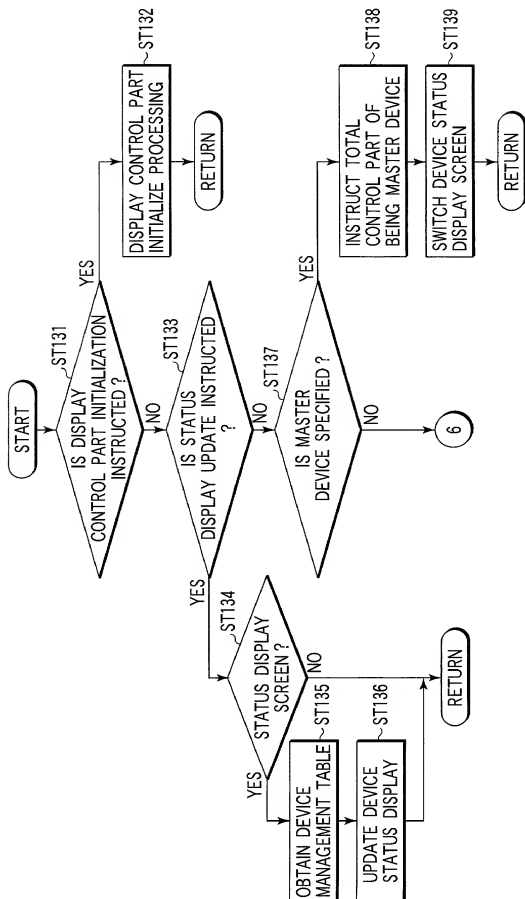 START
ST131
IS DISPLAY
CONTROL PART INITIALIZATION
INSTRUCTED?
YES
ST132
DISPLAY CONTROL PART
INITIALIZE PROCESSING
RETURN
NO
ST133
IS STATUS
DISPLAY UPDATE INSTRUCTED
?
YES
ST134
STATUS DISPLAY
SCREEN?
YES
NO
ST135
OBTAIN DEVICE
MANAGEMENT TABLE
ST136
UPDATE DEVICE
STATUS DISPLAY
RETURN
NO
ST137
IS MASTER
DEVICE SPECIFIED?
YES
ST138
INSTRUCT TOTAL
CONTROL PART OF
BEING MASTER DEVICE
ST139
SWITCH DEVICE STATUS
DISPLAY SCREEN
RETURN
NO
6